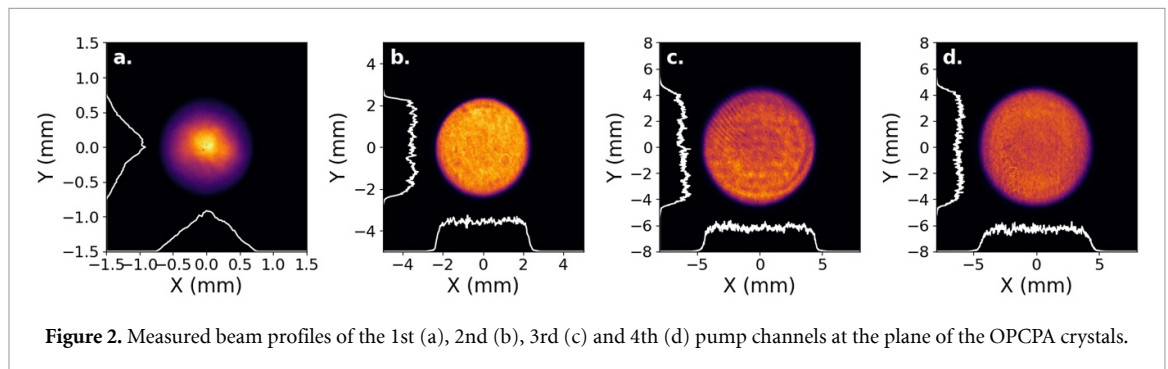 a.
Y (mm)
1.5
1.0
0.5
0.0
−0.5
−1.0
−1.5
−1.5 −1.0 −0.5 0.0 0.5 1.0 1.5
X (mm)
b.
Y (mm)
4
2
0
−2
−4
−4 −2 0 2 4
X (mm)
c.
Y (mm)
8
6
4
2
0
−2
−4
−6
−8
−5 0 5
X (mm)
d.
Y (mm)
8
6
4
2
0
−2
−4
−6
−8
−5 0 5
X (mm)
Figure 2. Measured beam profiles of the 1st (a), 2nd (b), 3rd (c) and 4th (d) pump channels at the plane of the OPCPA crystals.